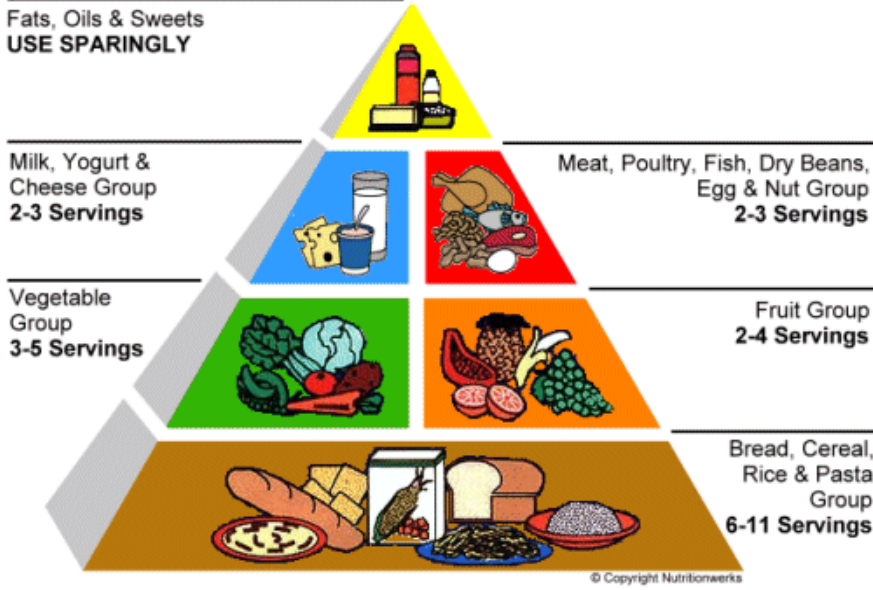 Fats, Oils & Sweets
USE SPARINGLY
Milk, Yogurt &
Cheese Group
2-3 Servings
Meat, Poultry, Fish, Dry Beans,
Egg & Nut Group
2-3 Servings
Vegetable
Group
3-5 Servings
Fruit Group
2-4 Servings
Bread, Cereal,
Rice & Pasta
Group
6-11 Servings
© Copyright Nutritionwerks